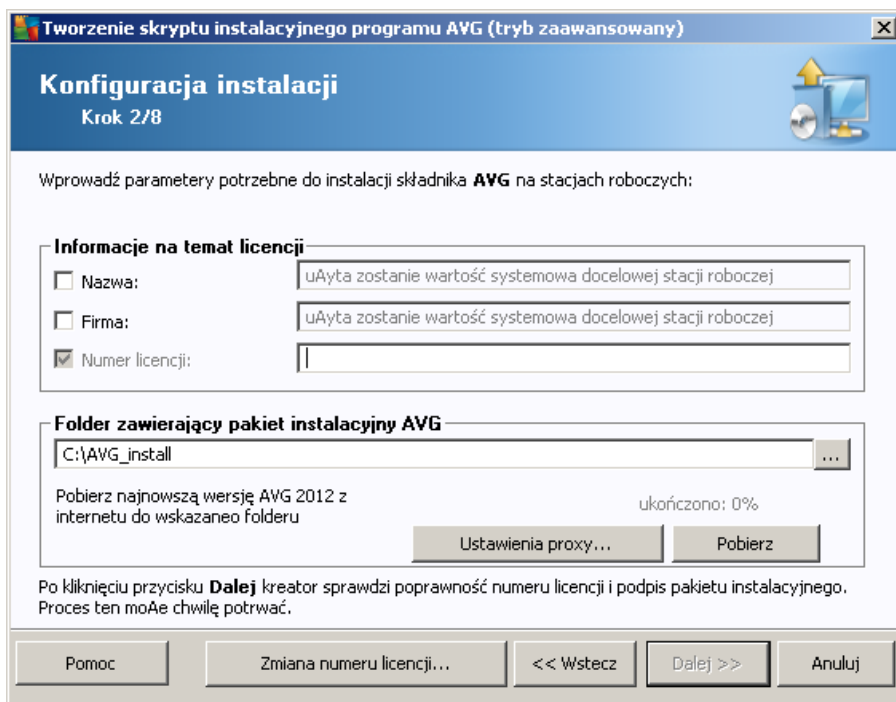 Tworzenie skryptu instalacyjnego programu AVG (tryb zaawansowany)
Konfiguracja instalacji
Krok 2/8
Wprowadź parametery potrzebne do instalacji składnika AVG na stacjach roboczych:
Informacje na temat licencji
Nazwa:
uAyta zostanie wartość systemowa docelowej stacji roboczej
Firma:
uAyta zostanie wartość systemowa docelowej stacji roboczej
Numer licencji:
Folder zawierający pakiet instalacyjny AVG
C:\AVG_install
...
Pobierz najnowszą wersję AVG 2012 z
internetu do wskazaneo folderu
ukończono: 0%
Ustawienia proxy...
Pobierz
Po kliknięciu przycisku Dalej kreator sprawdzi poprawność numeru licencji i podpis pakietu instalacyjnego.
Proces ten moAe chwilę potrwać.
Pomoc
Zmiana numeru licencji...
<< Wstecz
Dalej >>
Anuluj